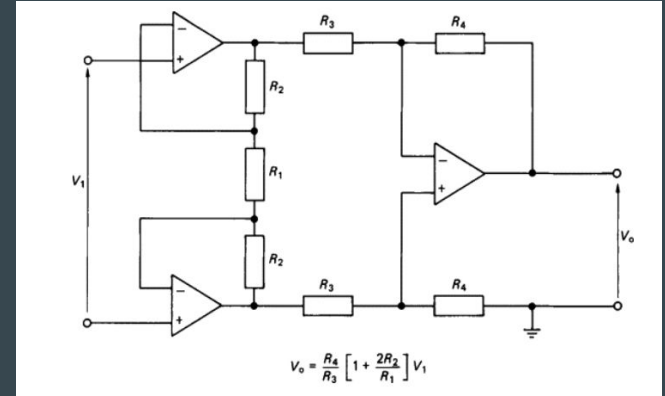 R₃
R₄
−
+
R₂
R₁
V₁
−
+
Vₒ
R₂
−
+
R₃
R₄
Vₒ = R₄/R₃ [1 + 2R₂/R₁] V₁